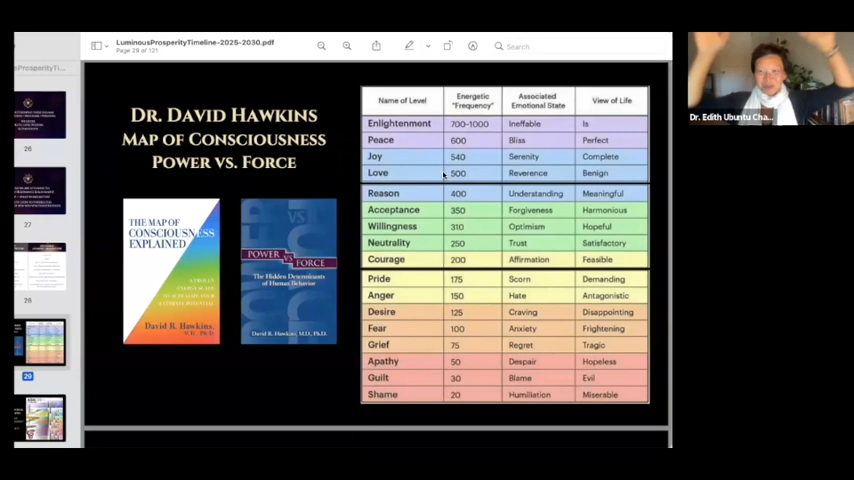 LuminousProsperityTimeline-2025-2030.pdf
Page 29 of 121
Search
sProsperityTi...
26
27
28
29
Dr. David Hawkins
Map of Consciousness
Power vs. Force
THE MAP OF
CONSCIOUSNESS
EXPLAINED
David R. Hawkins,
M.D., Ph.D.
POWER VS FORCE
The Hidden Determinants
of Human Behavior
David R. Hawkins, M.D., Ph.D.
Name of Level Energetic "Frequency" Associated Emotional State View of Life
Enlightenment 700-1000 Ineffable Is
Peace 600 Bliss Perfect
Joy 540 Serenity Complete
Love 500 Reverence Benign
Reason 400 Understanding Meaningful
Acceptance 350 Forgiveness Harmonious
Willingness 310 Optimism Hopeful
Neutrality 250 Trust Satisfactory
Courage 200 Affirmation Feasible
Pride 175 Scorn Demanding
Anger 150 Hate Antagonistic
Desire 125 Craving Disappointing
Fear 100 Anxiety Frightening
Grief 75 Regret Tragic
Apathy 50 Despair Hopeless
Guilt 30 Blame Evil
Shame 20 Humiliation Miserable
Dr. Edith Ubuntu Cha...